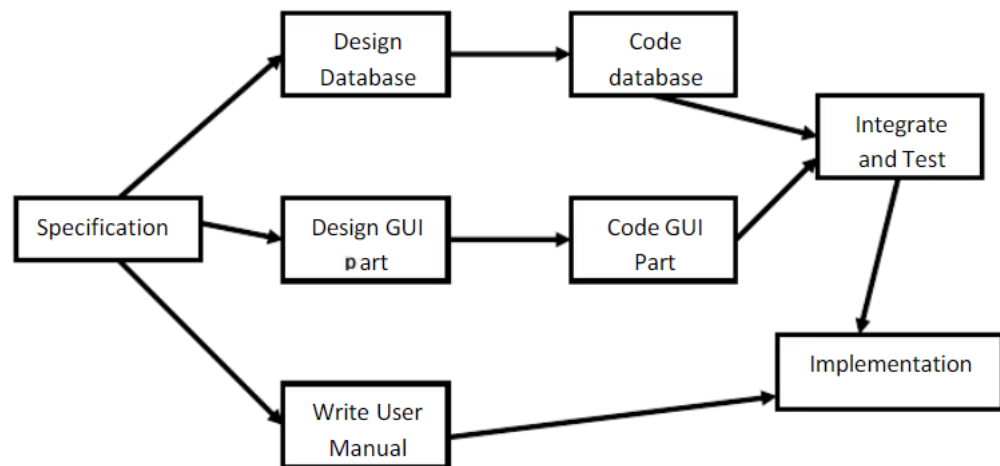 Design
Database
Code
database
Integrate
and Test
Specification
Design GUI
part
Code GUI
Part
Implementation
Write User
Manual